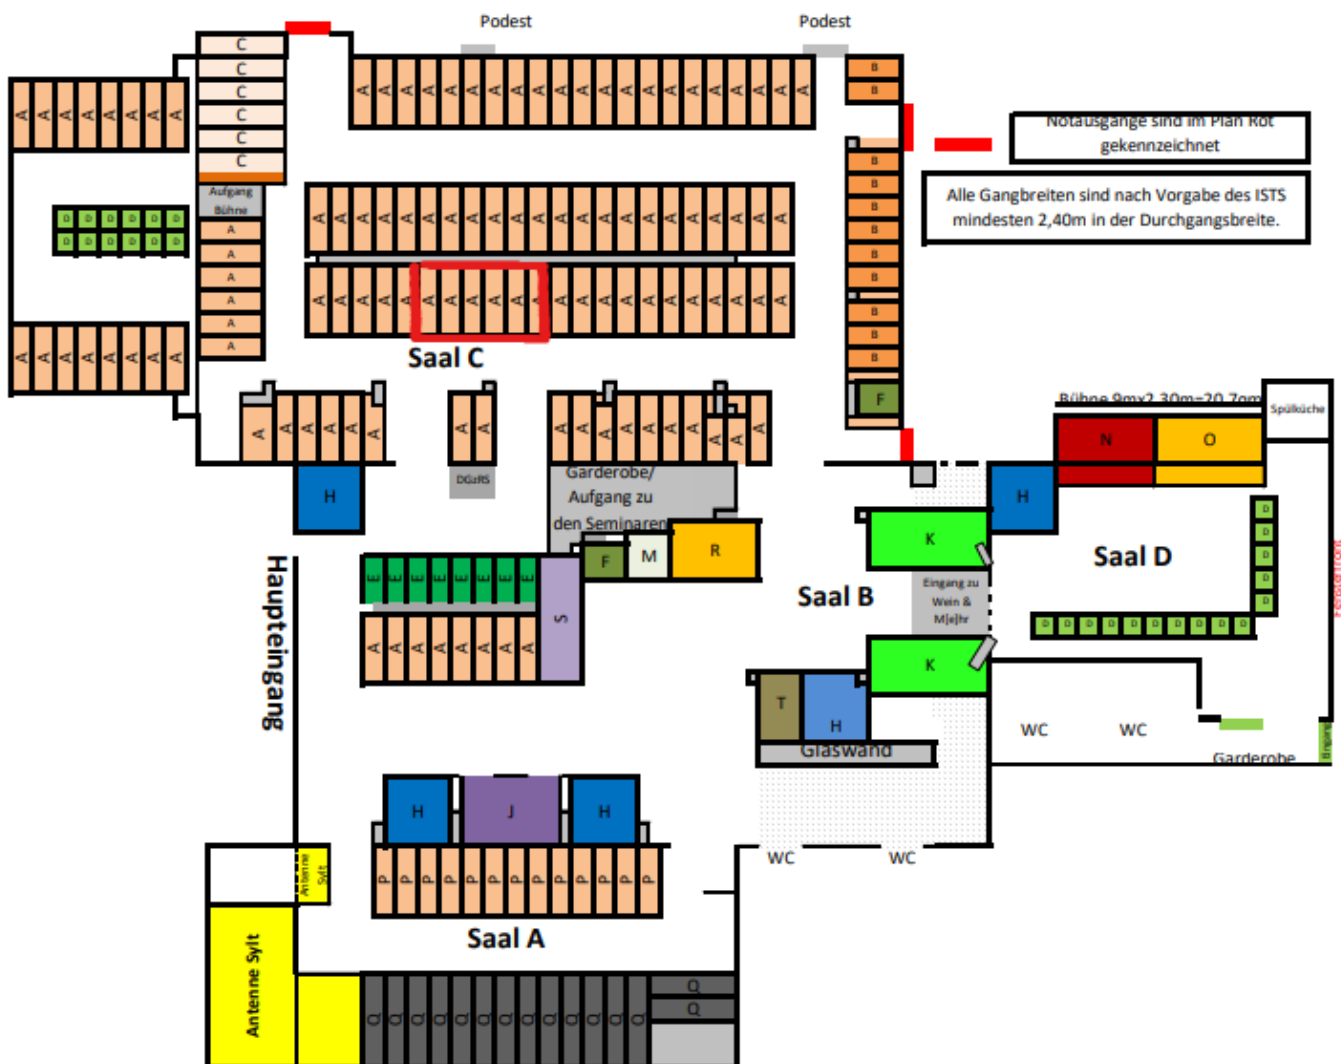 Podest
Podest
C
C
C
C
C
C
A A A A A A A A
A A A A A A A A A A A A A A A A A A A A A
B
B
Notausgänge sind im Plan Rot
gekennzeichnet
Alle Gangbreiten sind nach Vorgabe des ISTS
mindesten 2,40m in der Durchgangsbreite.
Aufgang
Bühne
D D D D D D
D D D D D D
A
A
A
A
A
A
A A A A A A A A A A A A A A A A A A A A A A
A A A A A A A A A A A A A A A A A A A A A A
B
B
B
B
B
B
B
B
B
A A A A A A A A
Saal C
F
A A A A A A
A A
A A A A A A A A A A
Bühne 9mx2,30m=20,7qm
Spülküche
N
O
H
DGzRS
Garderobe/
Aufgang zu
den Seminaren
H
D
D
D
D
D
K
F
M
R
Saal D
Fensterfront
Haupteingang
E E E E E E E E
S
Saal B
Eingang zu
Wein &
M[e]hr
D D D D D D D D D D
A A A A A A A A
K
T
H
Glaswand
WC
WC
Garderobe
Eingang
H
J
H
WC
WC
Antenne
Sylt
P P P P P P P P P P P P P
Saal A
Antenne Sylt
Q Q Q Q Q Q Q Q Q Q Q Q Q
Q
Q